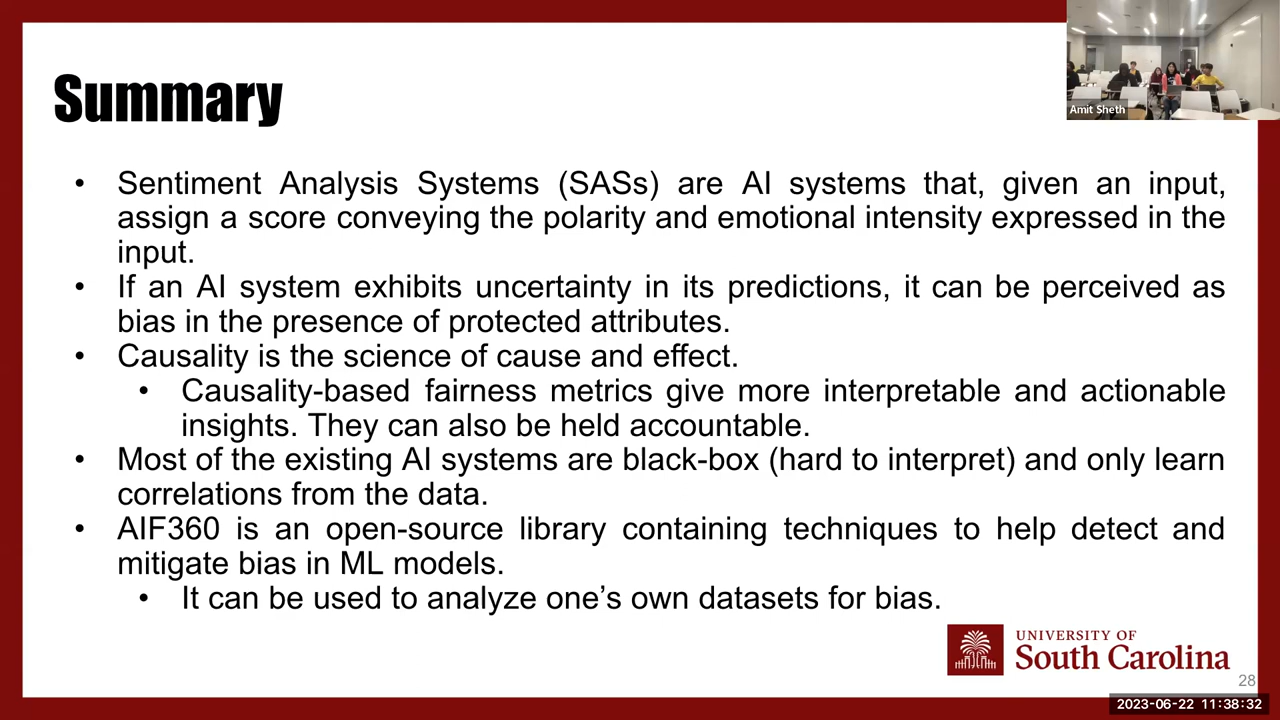 Summary
Amit Sheth
• Sentiment Analysis Systems (SASs) are AI systems that, given an input,
assign a score conveying the polarity and emotional intensity expressed in the
input.
• If an AI system exhibits uncertainty in its predictions, it can be perceived as
bias in the presence of protected attributes.
• Causality is the science of cause and effect.
• Causality-based fairness metrics give more interpretable and actionable
insights. They can also be held accountable.
• Most of the existing AI systems are black-box (hard to interpret) and only learn
correlations from the data.
• AIF360 is an open-source library containing techniques to help detect and
mitigate bias in ML models.
• It can be used to analyze one’s own datasets for bias.
UNIVERSITY OF
South Carolina
28
2023-06-22 11:38:32